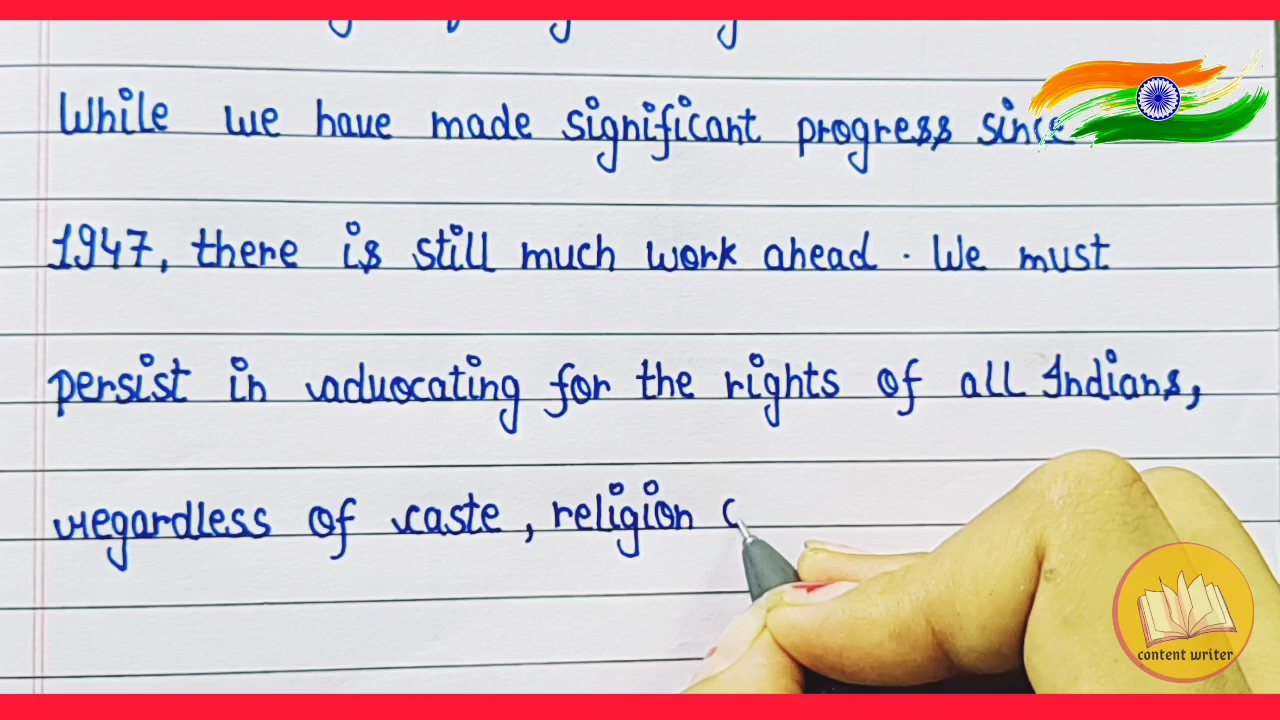 While we have made significant progress since
1947, there is still much work ahead. We must
persist in advocating for the rights of all Indians,
regardless of caste, religion
content writer